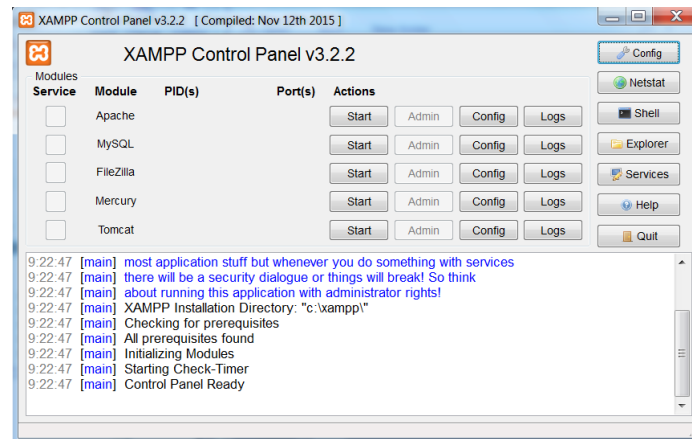 XAMPP Control Panel v3.2.2 [ Compiled: Nov 12th 2015 ]
XAMPP Control Panel v3.2.2
Config
Modules
Service Module PID(s) Port(s) Actions
Netstat
Apache Start Admin Config Logs
Shell
MySQL Start Admin Config Logs
Explorer
FileZilla Start Admin Config Logs
Services
Mercury Start Admin Config Logs
Help
Tomcat Start Admin Config Logs
Quit
9:22:47 [main] most application stuff but whenever you do something with services
9:22:47 [main] there will be a security dialogue or things will break! So think
9:22:47 [main] about running this application with administrator rights!
9:22:47 [main] XAMPP Installation Directory: "c:\xampp\"
9:22:47 [main] Checking for prerequisites
9:22:47 [main] All prerequisites found
9:22:47 [main] Initializing Modules
9:22:47 [main] Starting Check-Timer
9:22:47 [main] Control Panel Ready